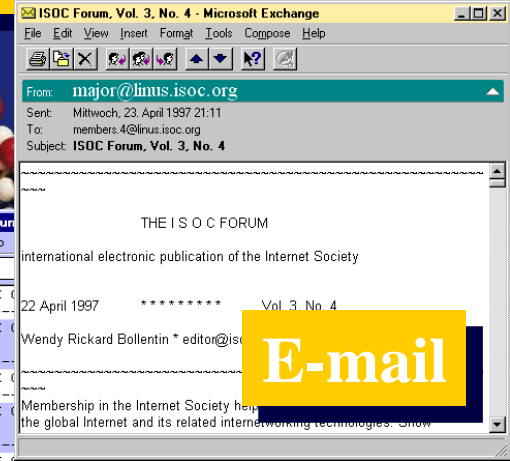 ISOC Forum, Vol. 3, No. 4 - Microsoft Exchange
File Edit View Insert Format Tools Compose Help
From: major@linus.isoc.org
Sent: Mittwoch, 23. April 1997 21:11
To: members.4@linus.isoc.org
Subject: ISOC Forum, Vol. 3, No. 4
~~~~~~~~~~~~~~~~~~~~~~~~~~~~~~~~~~~~~~~~~~~~~~~~~~~~~~~~~
~~~
THE I S O C FORUM
international electronic publication of the Internet Society
22 April 1997 * * * * * * * * * Vol. 3, No. 4
Wendy Rickard Bollentin * editor@iso
E-mail
~~~~~~~~~~~~~~~~~~~~~~~~~~~~
~~~
Membership in the Internet Society help
the global Internet and its related internetworking technologies. Show